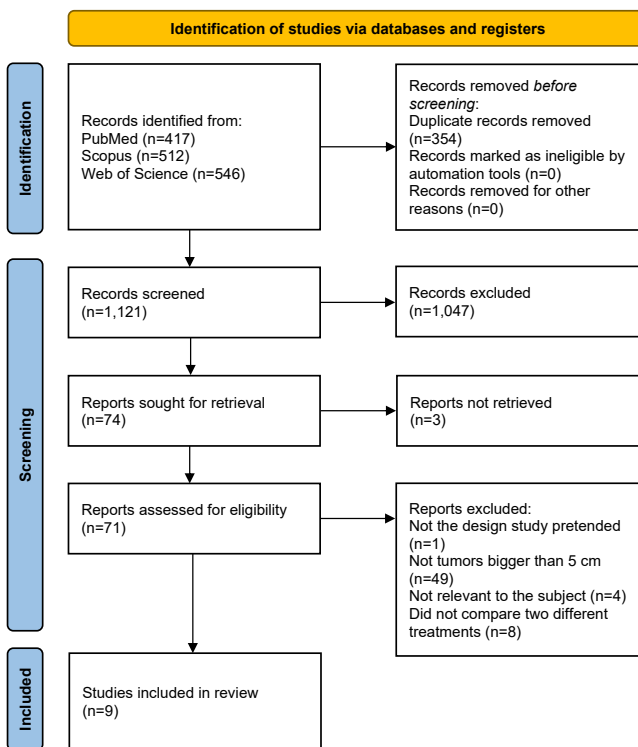 Identification of studies via databases and registers
Identification
Records identified from:
PubMed (n=417)
Scopus (n=512)
Web of Science (n=546)
Records removed before
screening:
Duplicate records removed
(n=354)
Records marked as ineligible by
automation tools (n=0)
Records removed for other
reasons (n=0)
Screening
Records screened
(n=1,121)
Records excluded
(n=1,047)
Reports sought for retrieval
(n=74)
Reports not retrieved
(n=3)
Reports assessed for eligibility
(n=71)
Reports excluded:
Not the design study pretended
(n=1)
Not tumors bigger than 5 cm
(n=49)
Not relevant to the subject (n=4)
Did not compare two different
treatments (n=8)
Included
Studies included in review
(n=9)